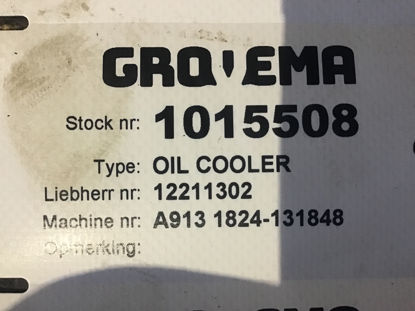 GROVEMA
Stock nr: 1015508
Type: OIL COOLER
Liebherr nr: 12211302
Machine nr: A913 1824-131848
Opmerking: